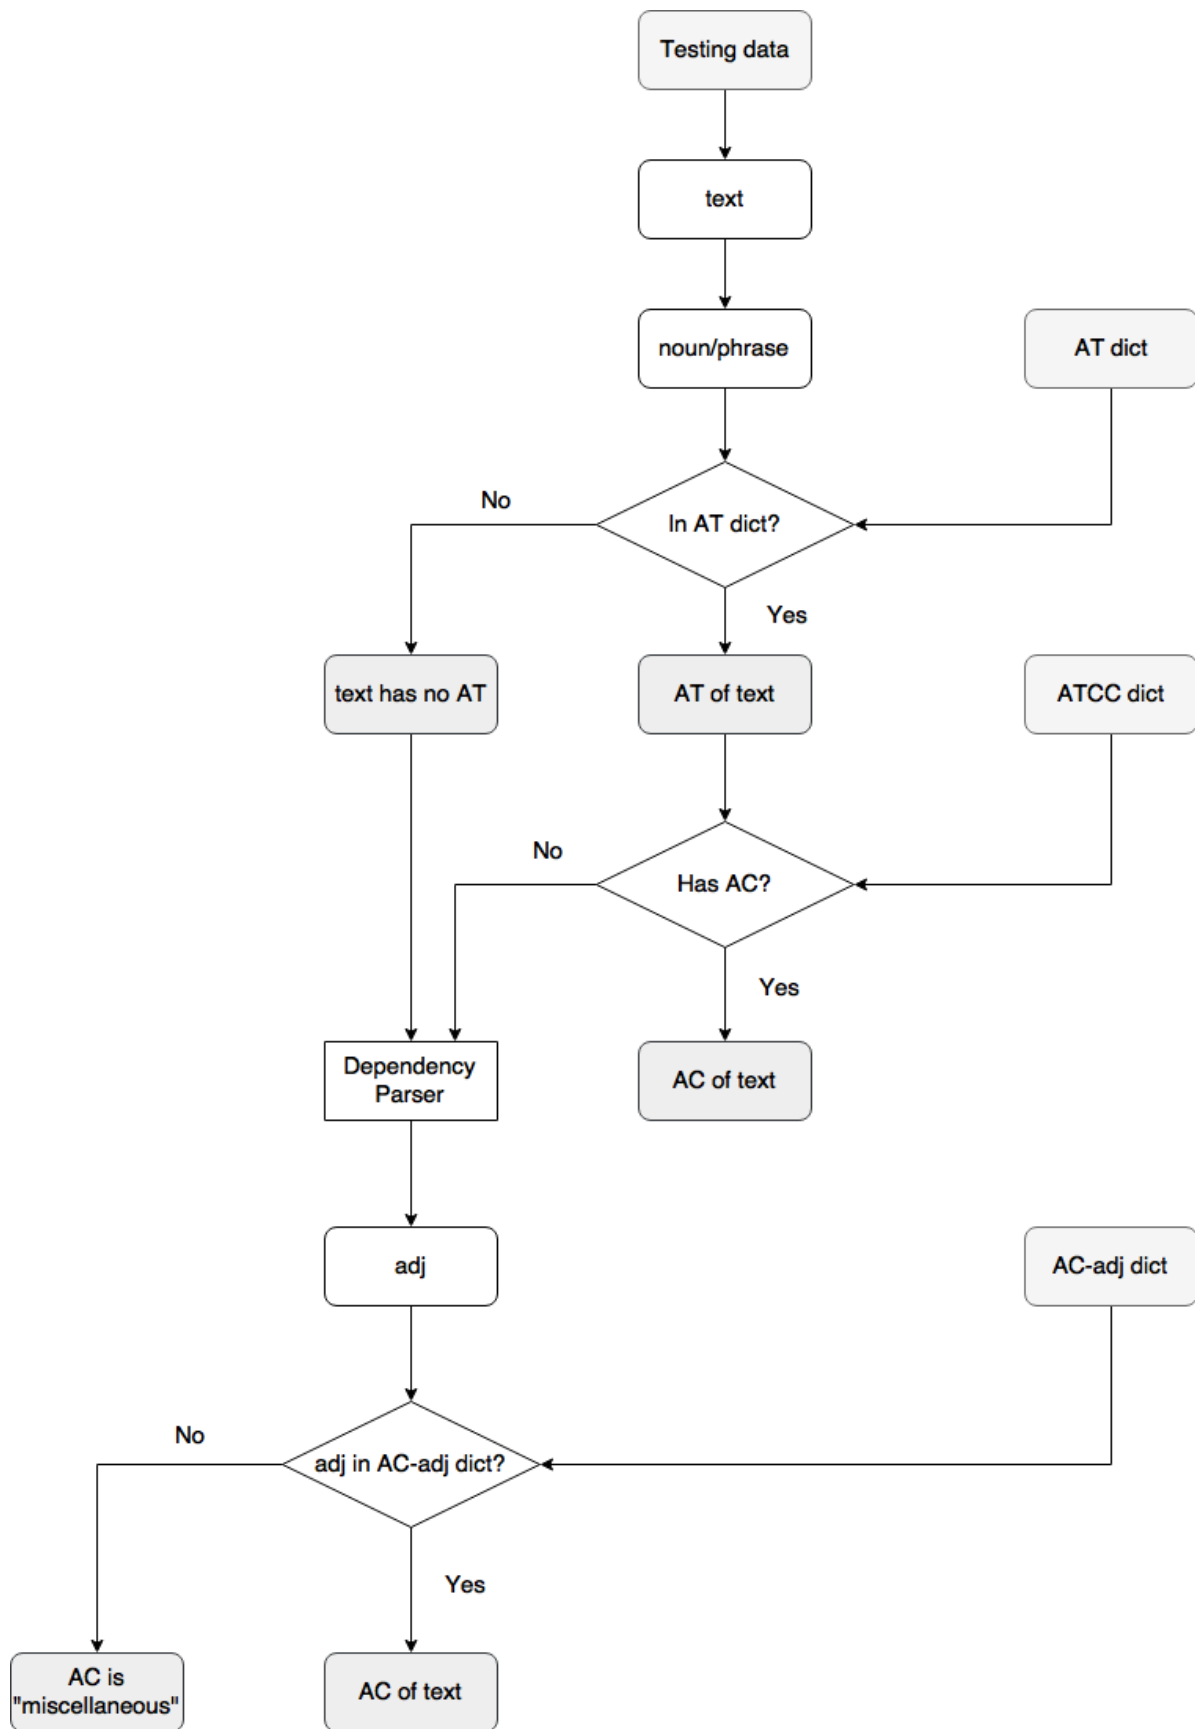 Testing data
text
noun/phrase
AT dict
No
In AT dict?
Yes
text has no AT
AT of text
ATCC dict
No
Has AC?
Yes
Dependency
Parser
AC of text
adj
AC-adj dict
No
adj in AC-adj dict?
Yes
AC is
"miscellaneous"
AC of text